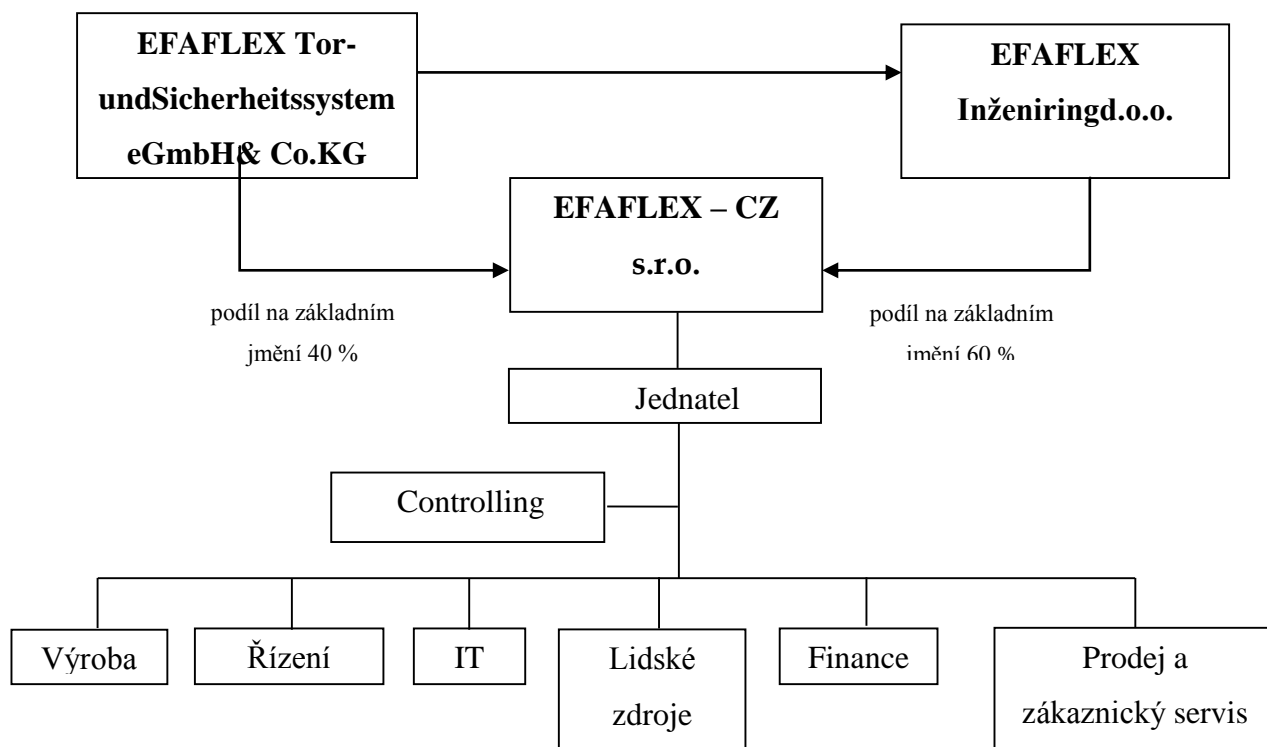 EFAFLEX Tor-
undSicherheitssystem
eGmbH& Co.KG
EFAFLEX
Inženiringd.o.o.
EFAFLEX – CZ
s.r.o.
podíl na základním
jmění 40 %
podíl na základním
jmění 60 %
Jednatel
Controlling
Výroba
Řízení
IT
Lidské
zdroje
Finance
Prodej a
zákaznický servis